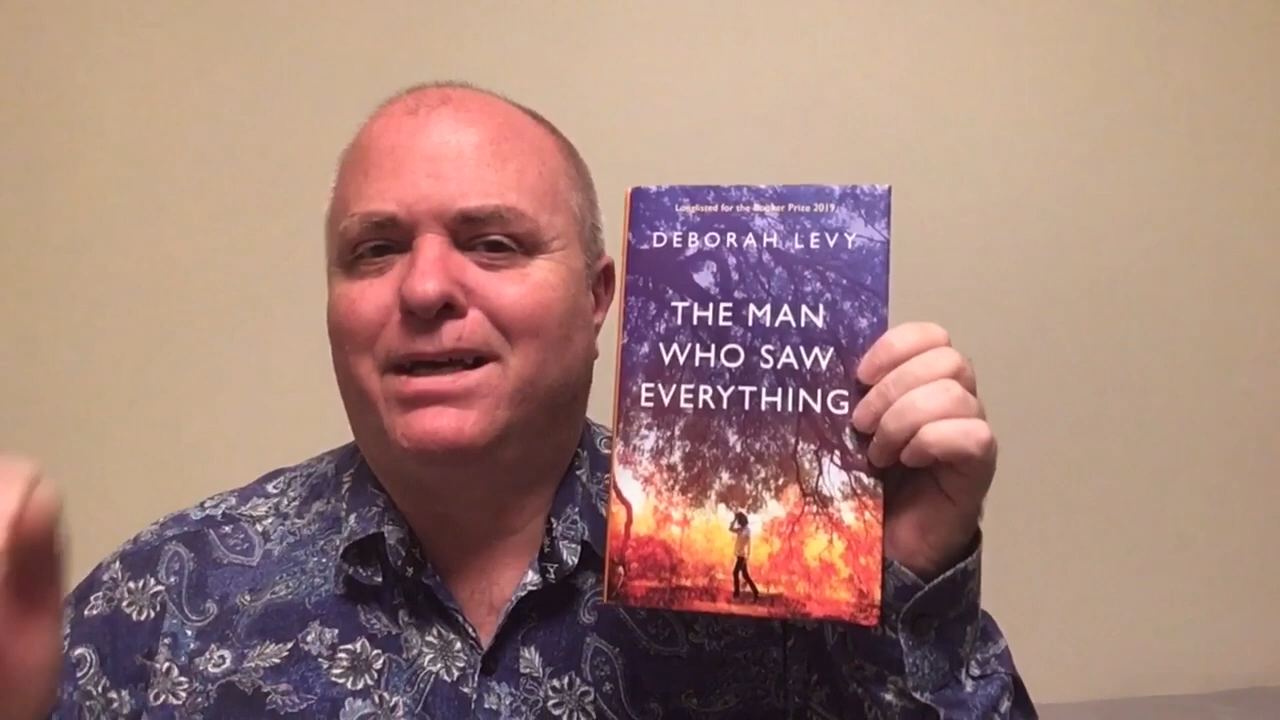 Longlisted for the Booker Prize 2019
DEBORAH LEVY
THE MAN
WHO SAW
EVERYTHING